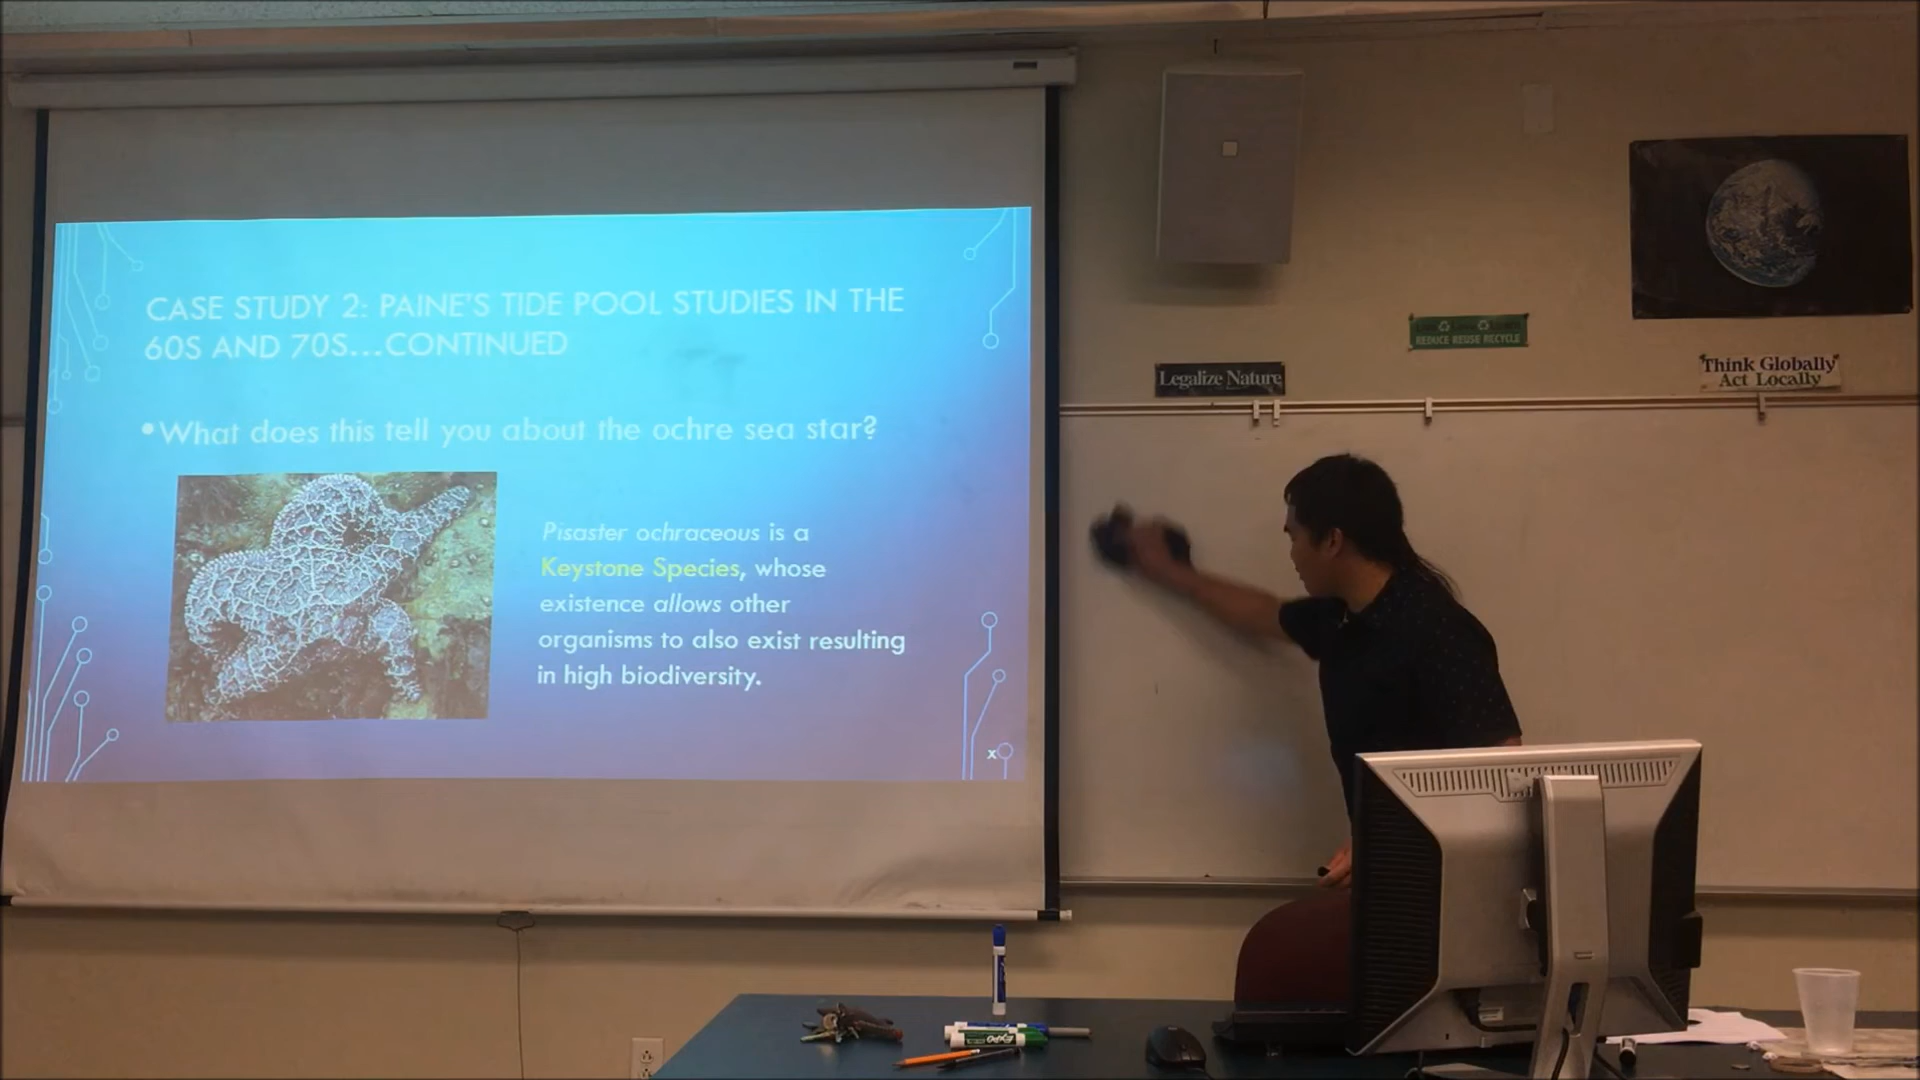 CASE STUDY 2: PAINE'S TIDE POOL STUDIES IN THE
60S AND 70S...CONTINUED
•What does this tell you about the ochre sea star?
Pisaster ochraceous is a
Keystone Species, whose
existence allows other
organisms to also exist resulting
in high biodiversity.
x
Legalize Nature
REDUCE REUSE RECYCLE
Think Globally
Act Locally
EXPO